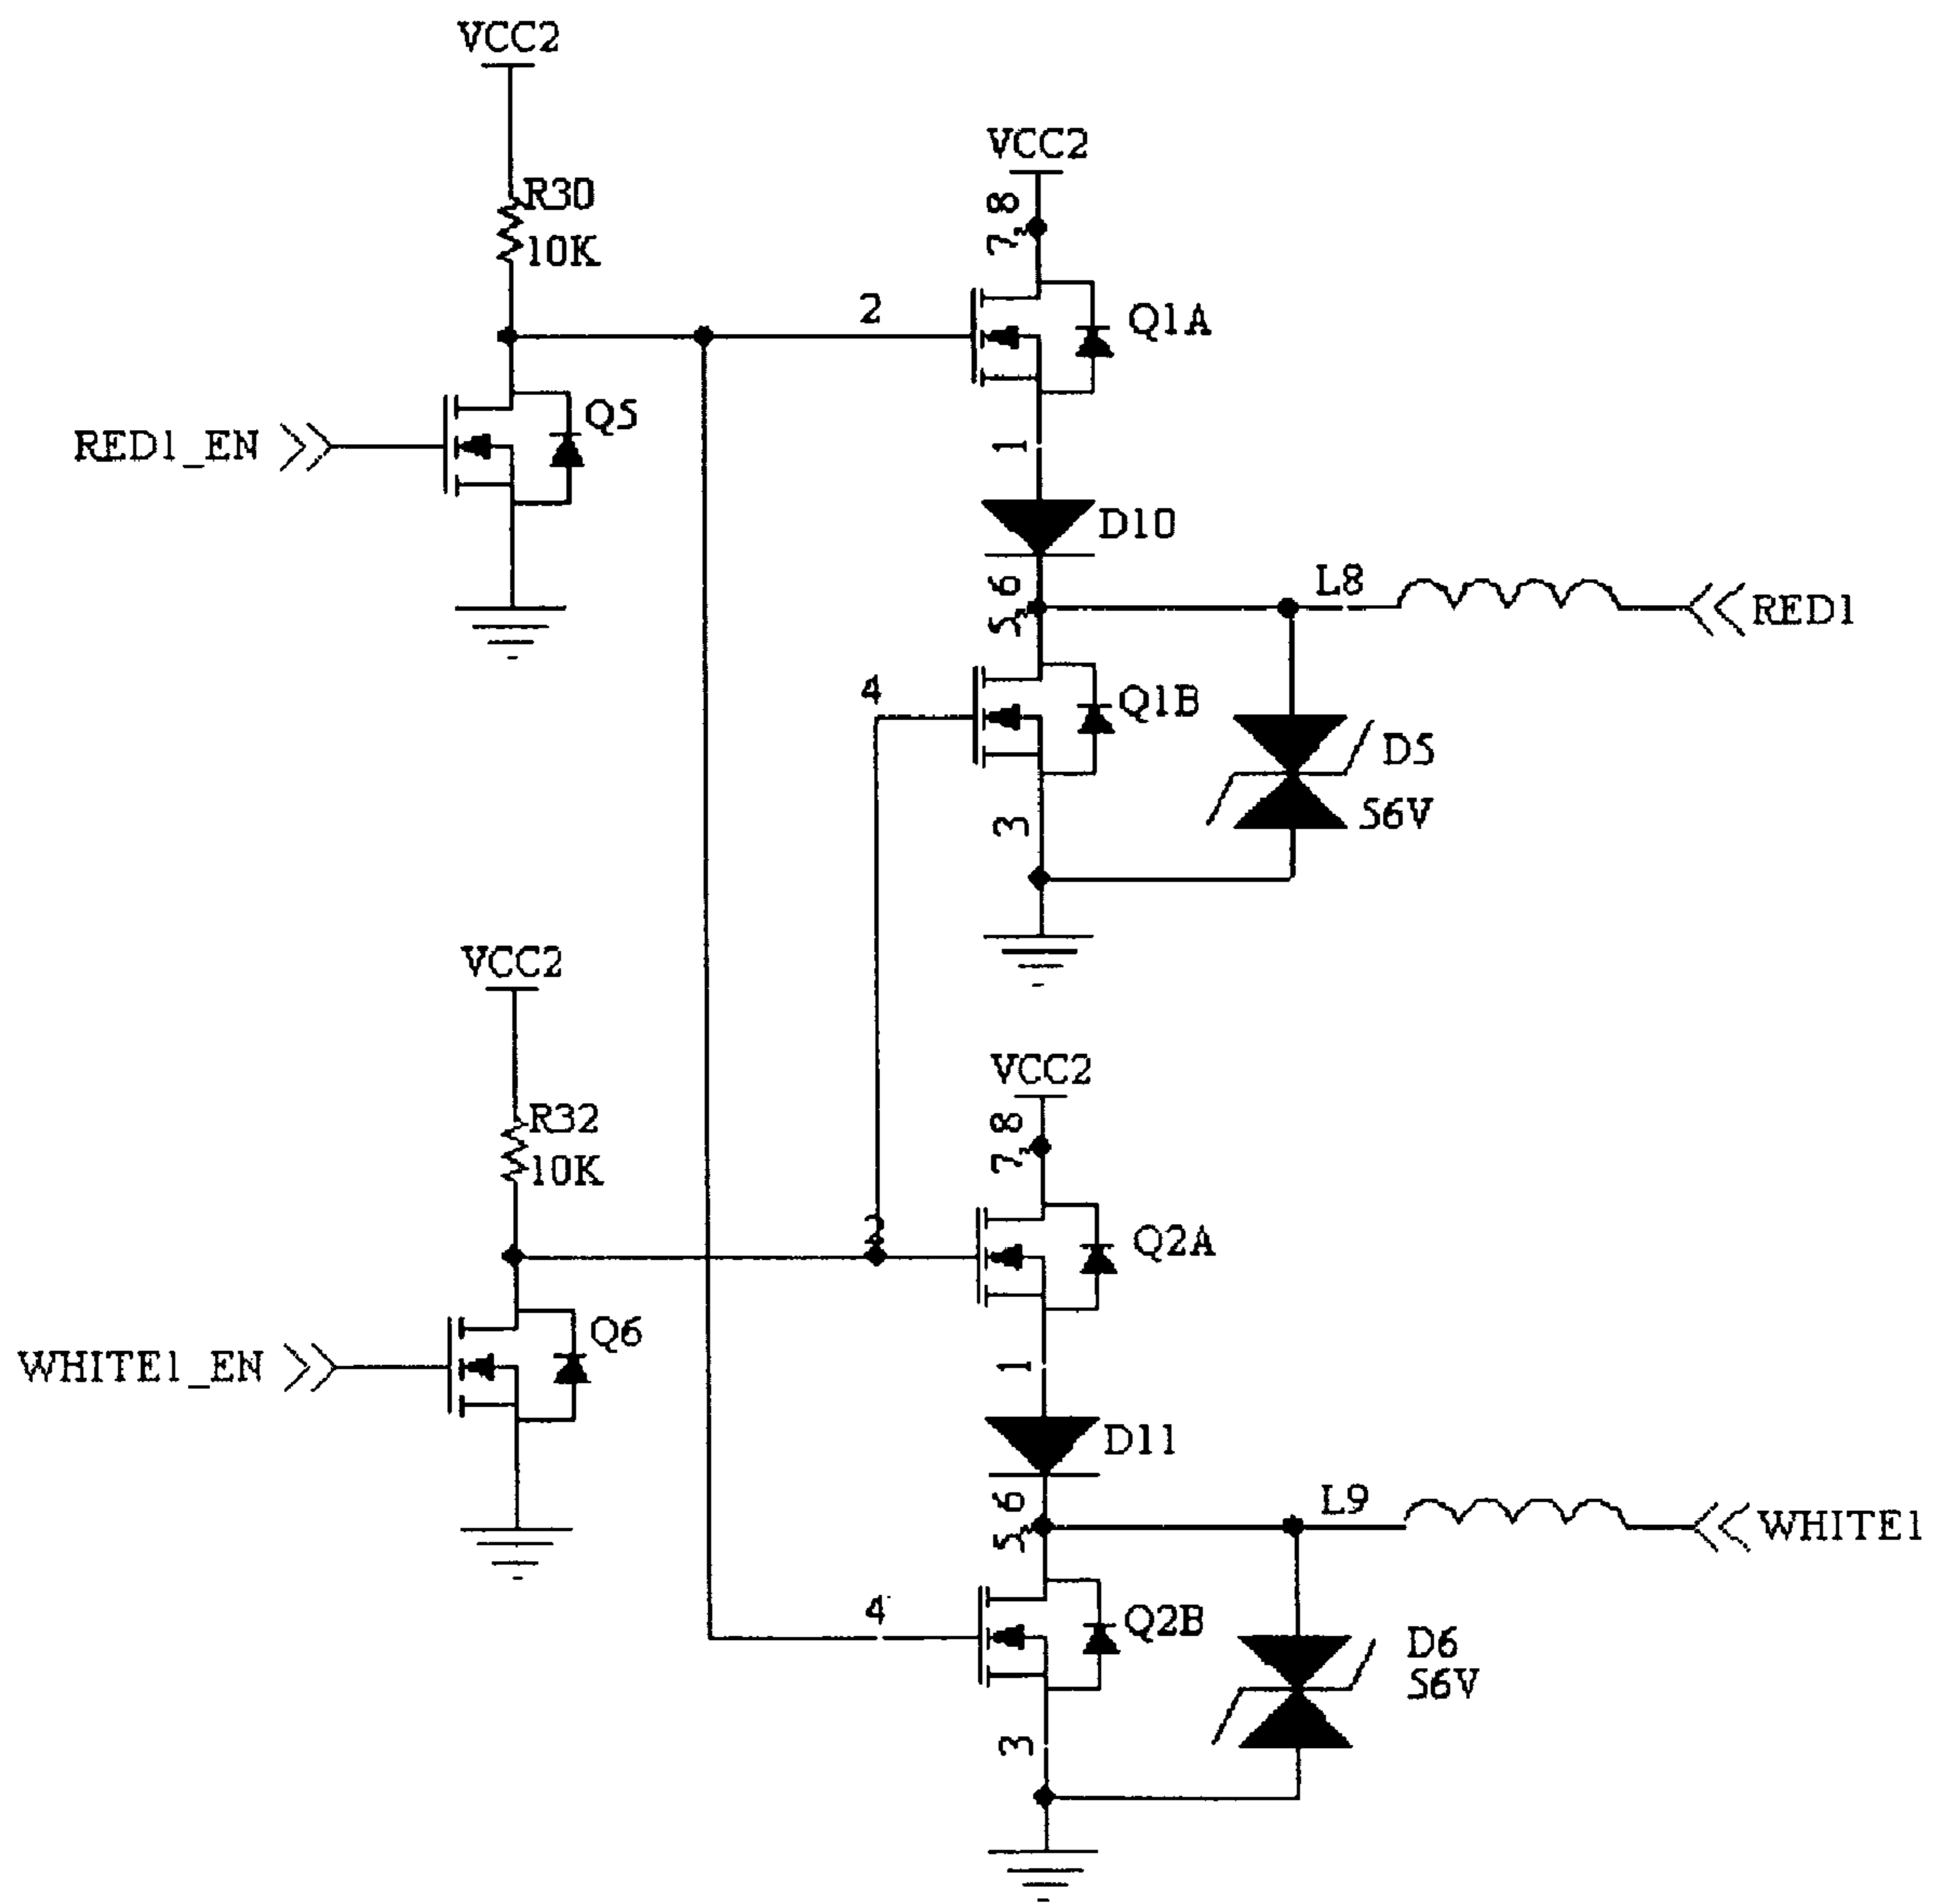 VCC2
R30
10K
VCC2
7,8
2
Q1A
RED1_EN
Q5
1
D10
5,6
L8
RED1
4
Q1B
D5
56V
3
VCC2
R32
10K
VCC2
7,8
2
Q2A
WHITE1_EN
Q6
1
D11
5,6
L9
WHITE1
4
Q2B
D6
56V
3